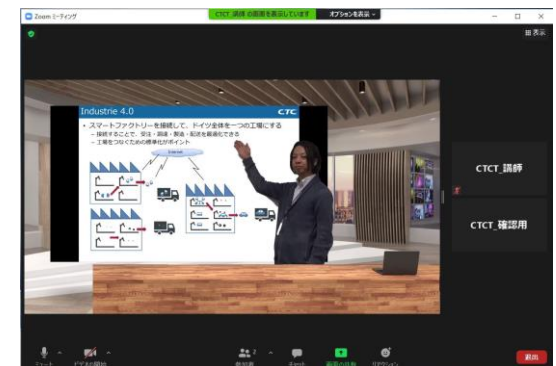 Zoom ミーティング
CTCT_講師 の画面を表示しています
オプションを表示
表示
Industrie 4.0
CTC
• スマートファクトリーを接続して、ドイツ全体を一つの工場にする
– 接続することで、受注・調達・製造・配送を最適化できる
– 工場をつなぐための標準化がポイント
CTCT_講師
CTCT_確認用
ミュート
ビデオの開始
2
参加者
チャット
画面の共有
リアクション
退出